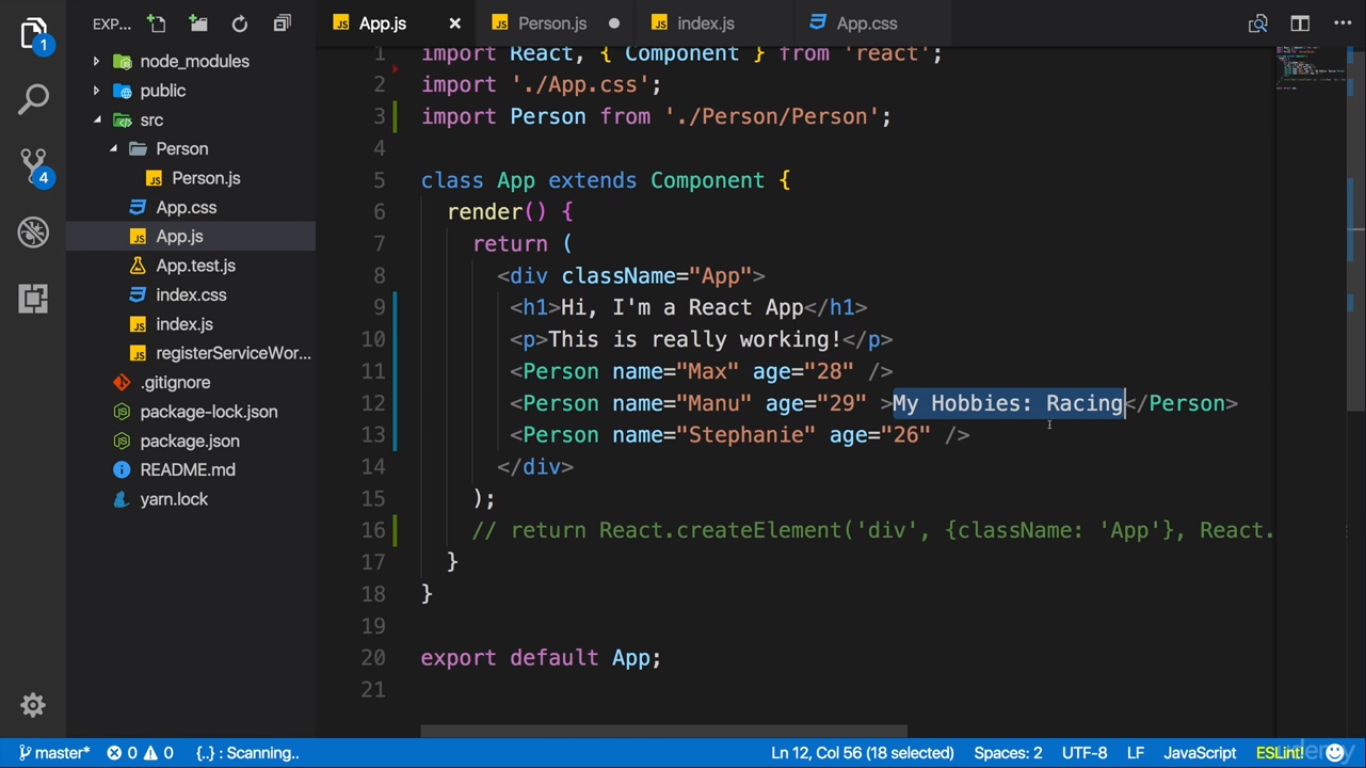 EXP...
App.js
Person.js
index.js
App.css
1
4
node_modules
public
src
Person
Person.js
App.css
App.js
App.test.js
index.css
index.js
registerServiceWor...
.gitignore
package-lock.json
package.json
README.md
yarn.lock
1 import React, { Component } from 'react';
2 import './App.css';
3 import Person from './Person/Person';
4
5 class App extends Component {
6 render() {
7 return (
8 <div className="App">
9 <h1>Hi, I'm a React App</h1>
10 <p>This is really working!</p>
11 <Person name="Max" age="28" />
12 <Person name="Manu" age="29" >My Hobbies: Racing</Person>
13 <Person name="Stephanie" age="26" />
14 </div>
15 );
16 // return React.createElement('div', {className: 'App'}, React.
17 }
18 }
19
20 export default App;
21
master* 0 0 {..} : Scanning.. Ln 12, Col 56 (18 selected) Spaces: 2 UTF-8 LF JavaScript ESLint!